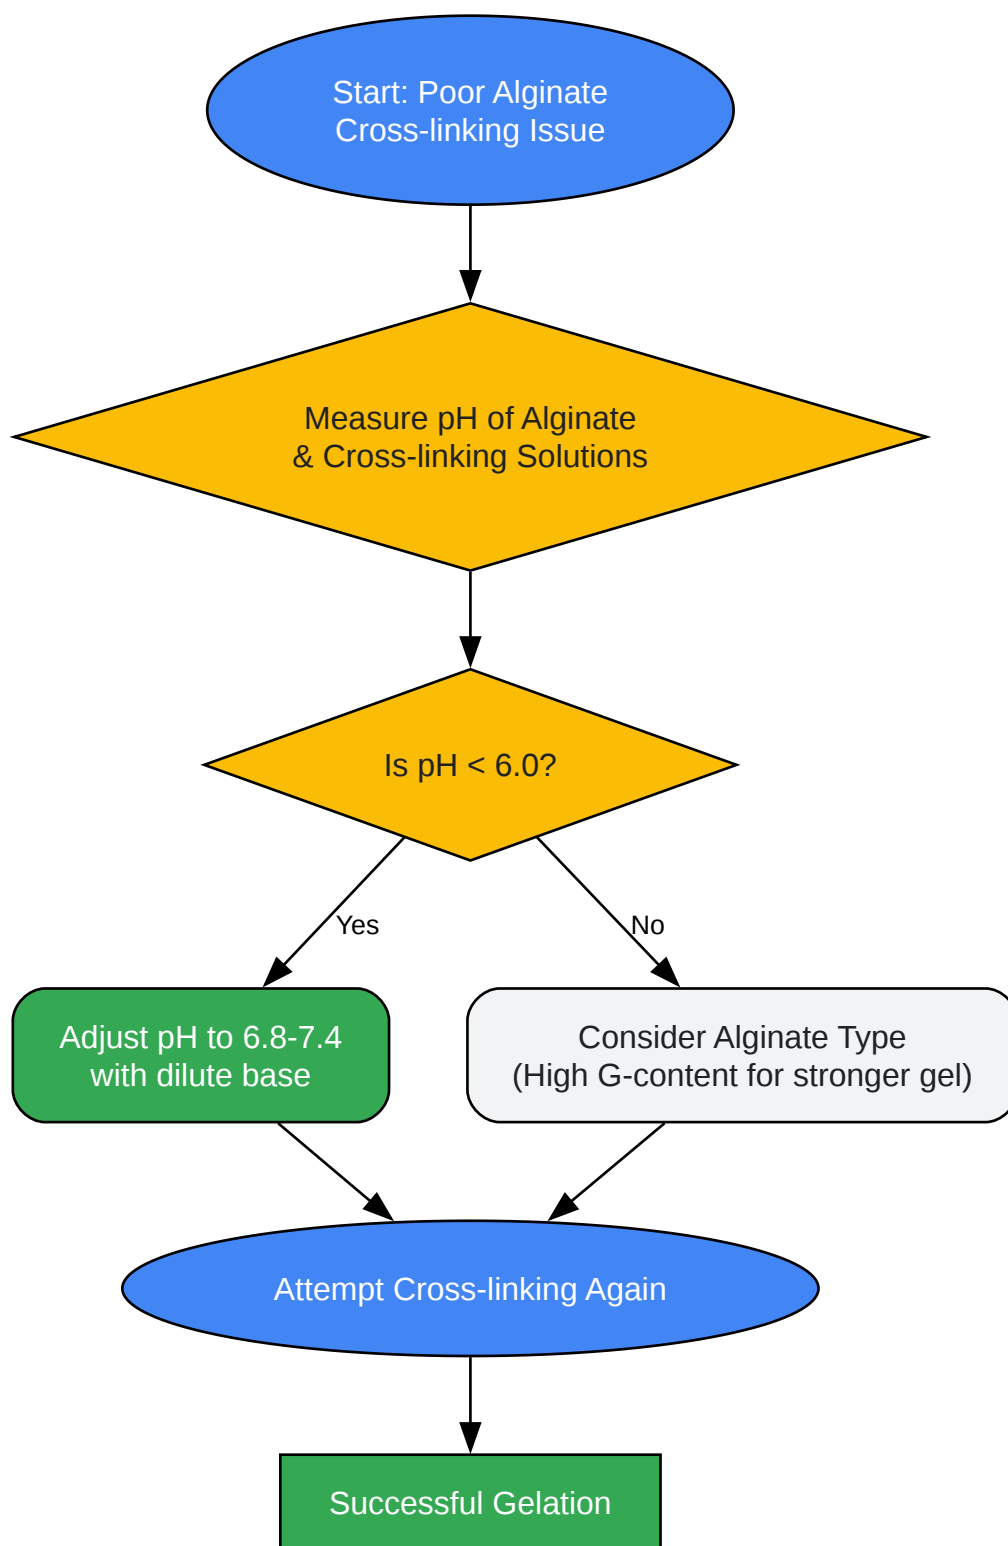 Start: Poor Alginate
Cross-linking Issue
Measure pH of Alginate
& Cross-linking Solutions
Is pH < 6.0?
Yes
No
Adjust pH to 6.8-7.4
with dilute base
Consider Alginate Type
(High G-content for stronger gel)
Attempt Cross-linking Again
Successful Gelation